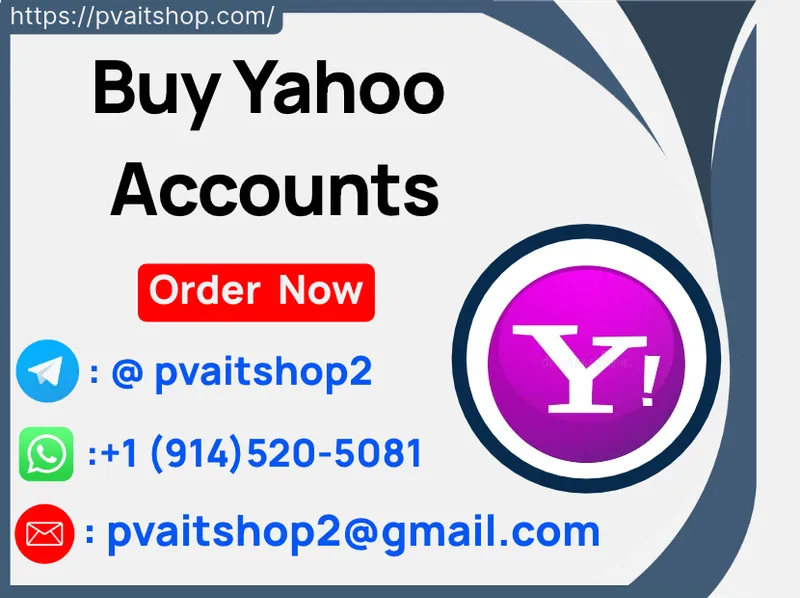 https://pvaitshop.com/
Buy Yahoo
Accounts
Order Now
: @ pvaitshop2
:+1 (914)520-5081
: pvaitshop2@gmail.com
Y!